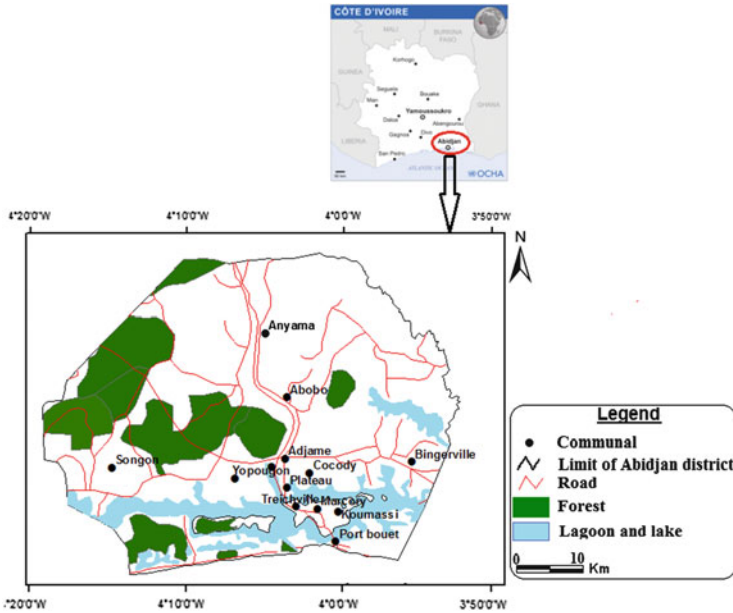 CÔTE D'IVOIRE
MALI
BURKINA
FASO
GUINEA
Korhogo
Seguela
Bouake
Man
GHANA
Yamoussoukro
Daloa
Abengourou
Gagnoa
Divo
LIBERIA
Abidjan
San Pedro
OCHA
4°20'0"W
4°10'0"W
4°0'0"W
3°50'0"W
N
Anyama
Abobo
Adjame
Bingerville
Songon
Yopougon
Cocody
Plateau
Treichville
Marcory
Koumassi
Port bouet
Legend
Communal
Limit of Abidjan district
Road
Forest
Lagoon and lake
0 10
Km
4°20'0"W
4°10'0"W
4°0'0"W
3°50'0"W